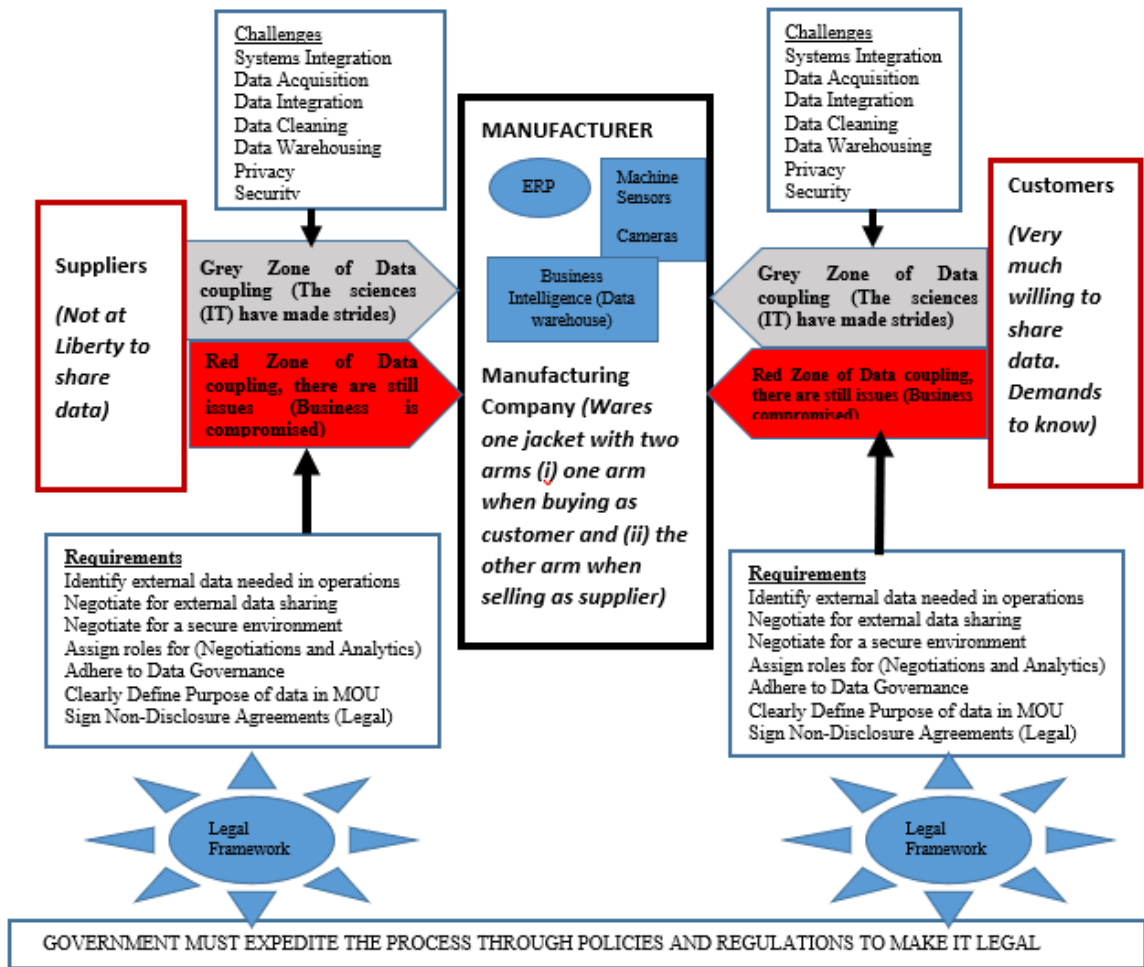 Challenges
Systems Integration
Data Acquisition
Data Integration
Data Cleaning
Data Warehousing
Privacy
Security
Challenges
Systems Integration
Data Acquisition
Data Integration
Data Cleaning
Data Warehousing
Privacy
Security
Suppliers
(Not at
Liberty to
share
data)
Grey Zone of Data
coupling (The sciences
(IT) have made strides)
Red Zone of Data
coupling, there are still
issues (Business is
compromised)
MANUFACTURER
ERP
Machine
Sensors
Cameras
Business
Intelligence (Data
warehouse)
Manufacturing
Company (Wares
one jacket with two
arms (i) one arm
when buying as
customer and (ii) the
other arm when
selling as supplier)
Grey Zone of Data
coupling (The sciences
(IT) have made strides)
Red Zone of Data coupling,
there are still issues (Business
compromised)
Customers
(Very
much
willing to
share
data.
Demands
to know)
Requirements
Identify external data needed in operations
Negotiate for external data sharing
Negotiate for a secure environment
Assign roles for (Negotiations and Analytics)
Adhere to Data Governance
Clearly Define Purpose of data in MOU
Sign Non-Disclosure Agreements (Legal)
Requirements
Identify external data needed in operations
Negotiate for external data sharing
Negotiate for a secure environment
Assign roles for (Negotiations and Analytics)
Adhere to Data Governance
Clearly Define Purpose of data in MOU
Sign Non-Disclosure Agreements (Legal)
Legal
Framework
Legal
Framework
GOVERNMENT MUST EXPEDITE THE PROCESS THROUGH POLICIES AND REGULATIONS TO MAKE IT LEGAL